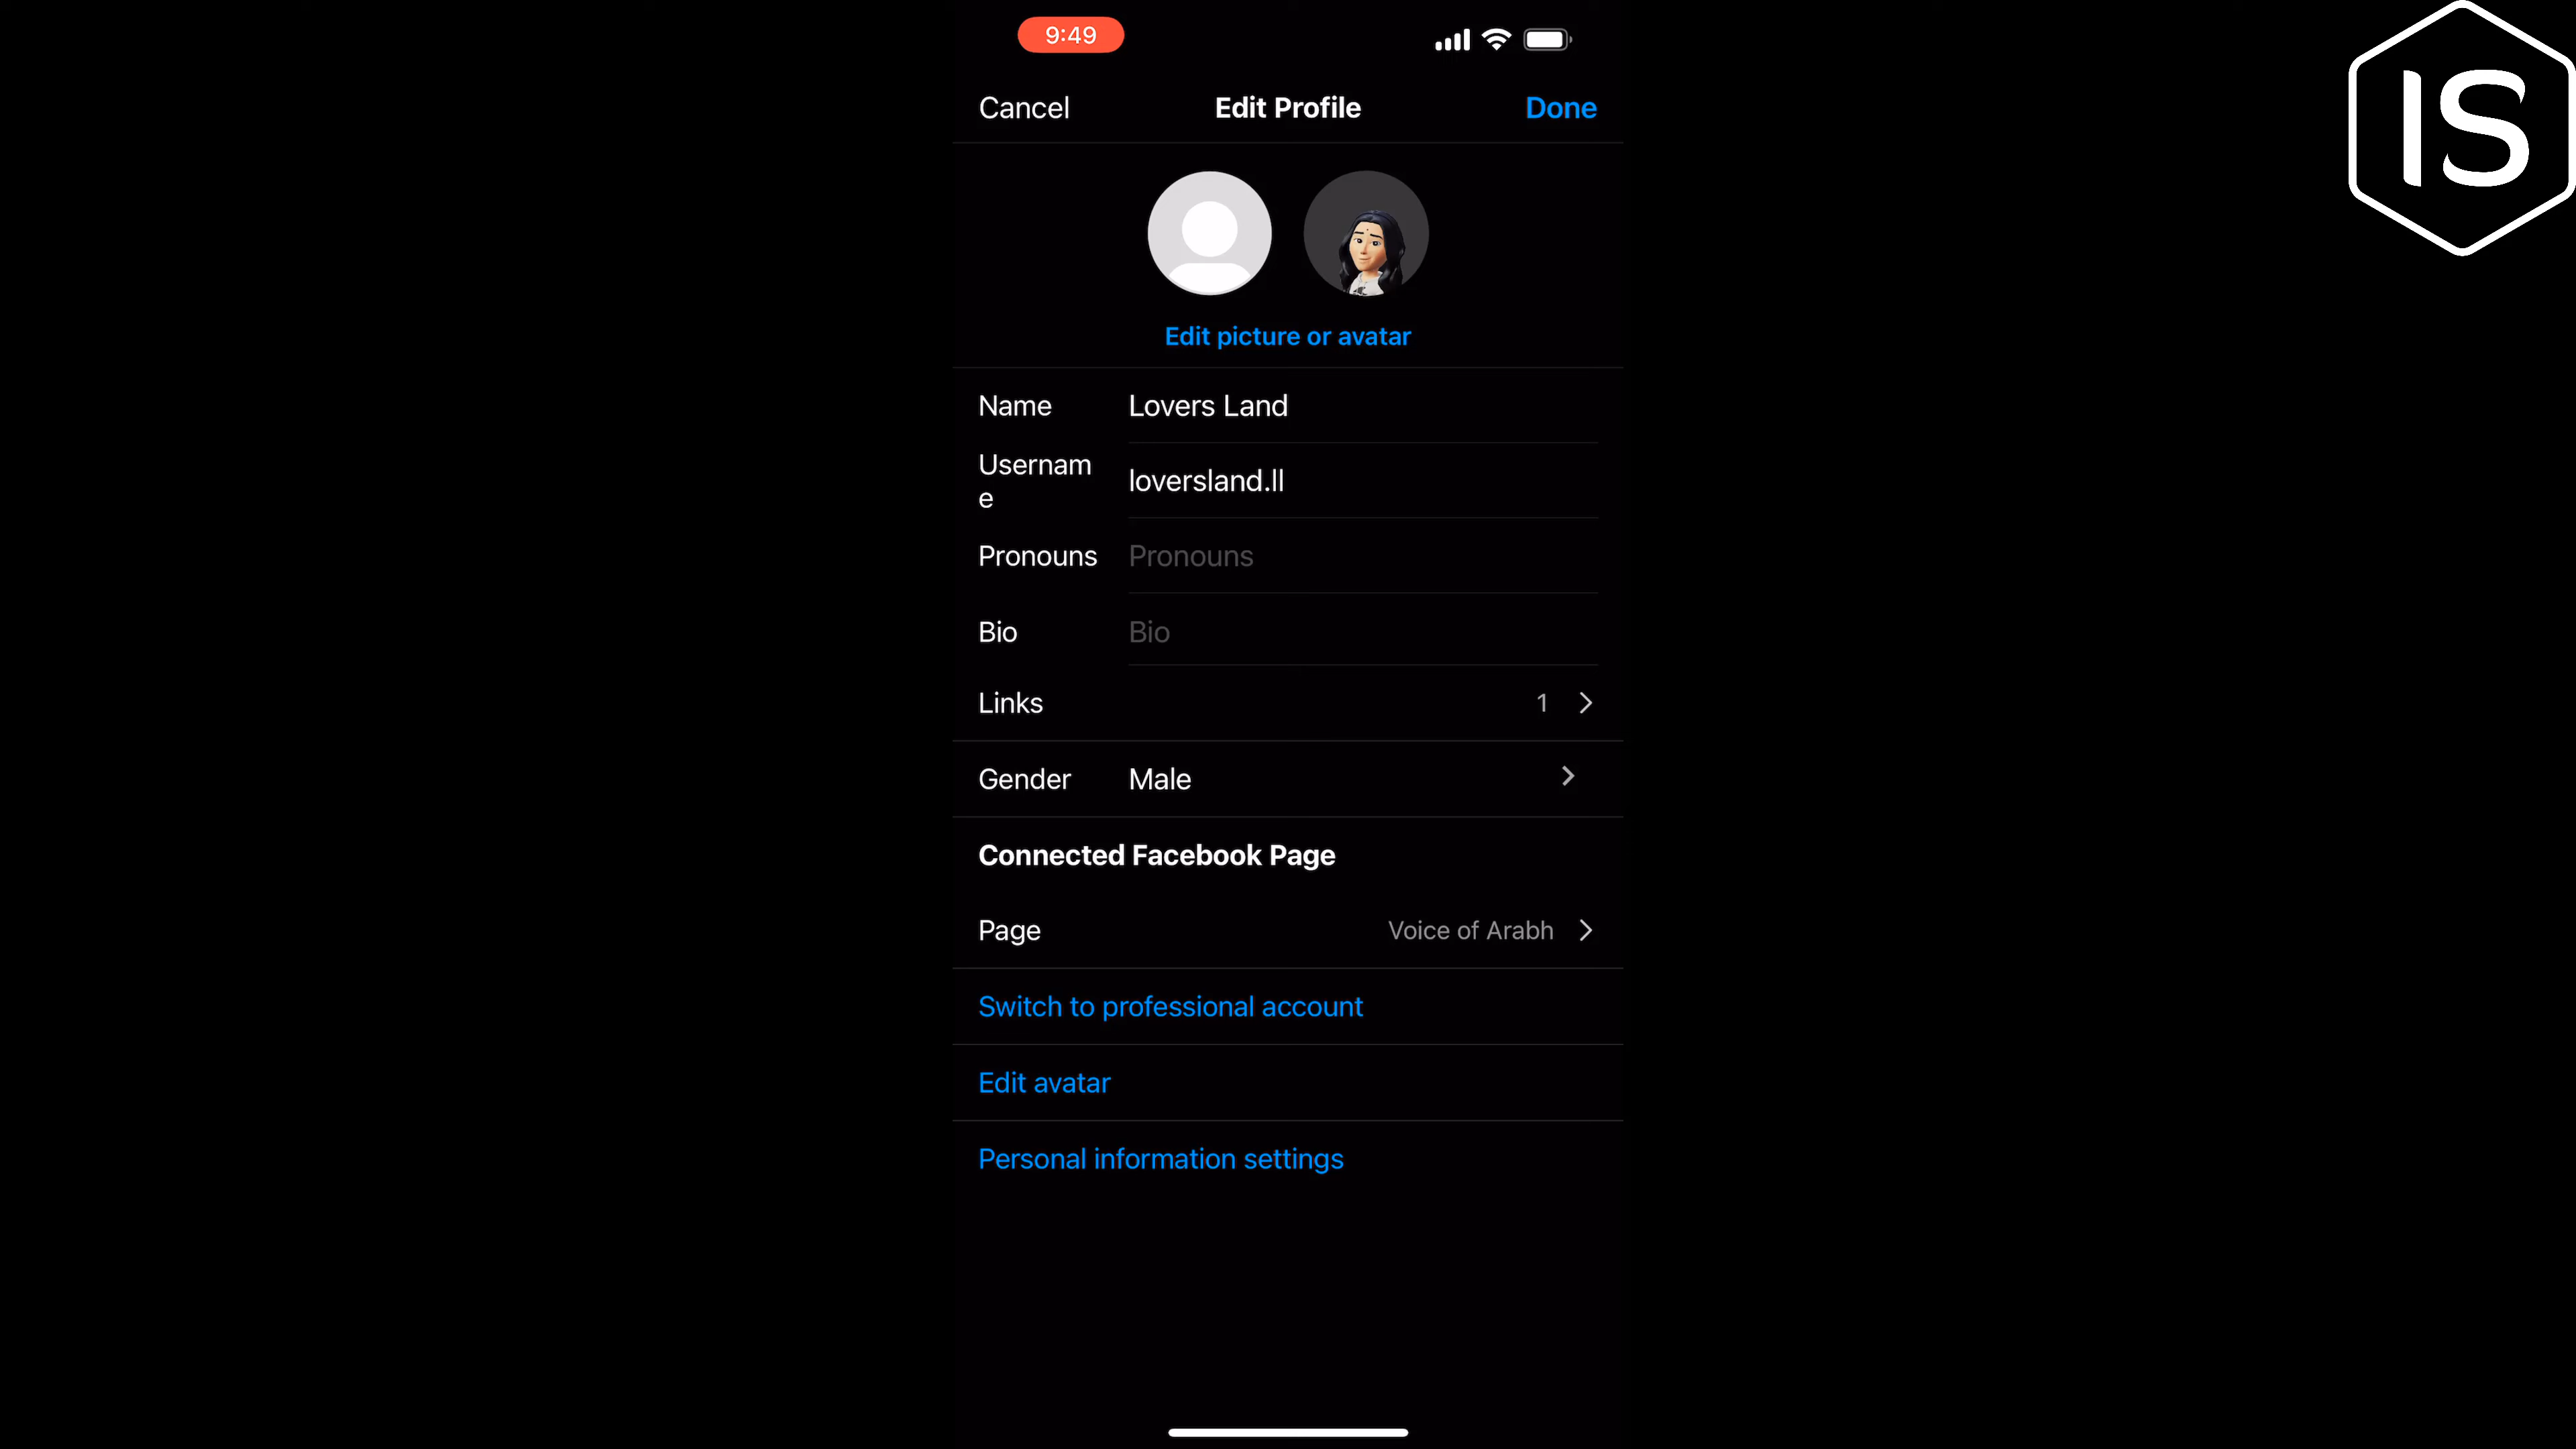 9:49
IS
Cancel Edit Profile Done
Edit picture or avatar
Name Lovers Land
Usernam
e loversland.ll
Pronouns Pronouns
Bio Bio
Links 1
Gender Male
Connected Facebook Page
Page Voice of Arabh
Switch to professional account
Edit avatar
Personal information settings